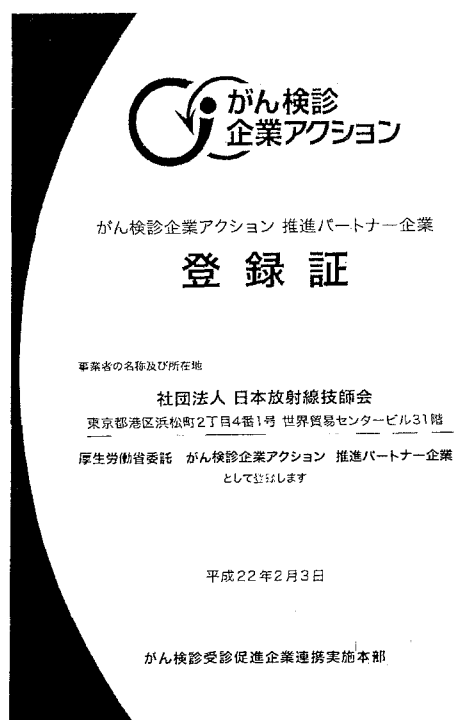 がん検診
企業アクション
がん検診企業アクション 推進パートナー企業
登録証
事業者の名称及び所在地
社団法人 日本放射線技師会
東京都港区浜松町2丁目4番1号 世界貿易センタービル31階
厚生労働省委託 がん検診企業アクション 推進パートナー企業
として登録します
平成22年2月3日
がん検診受診促進企業連携実施本部